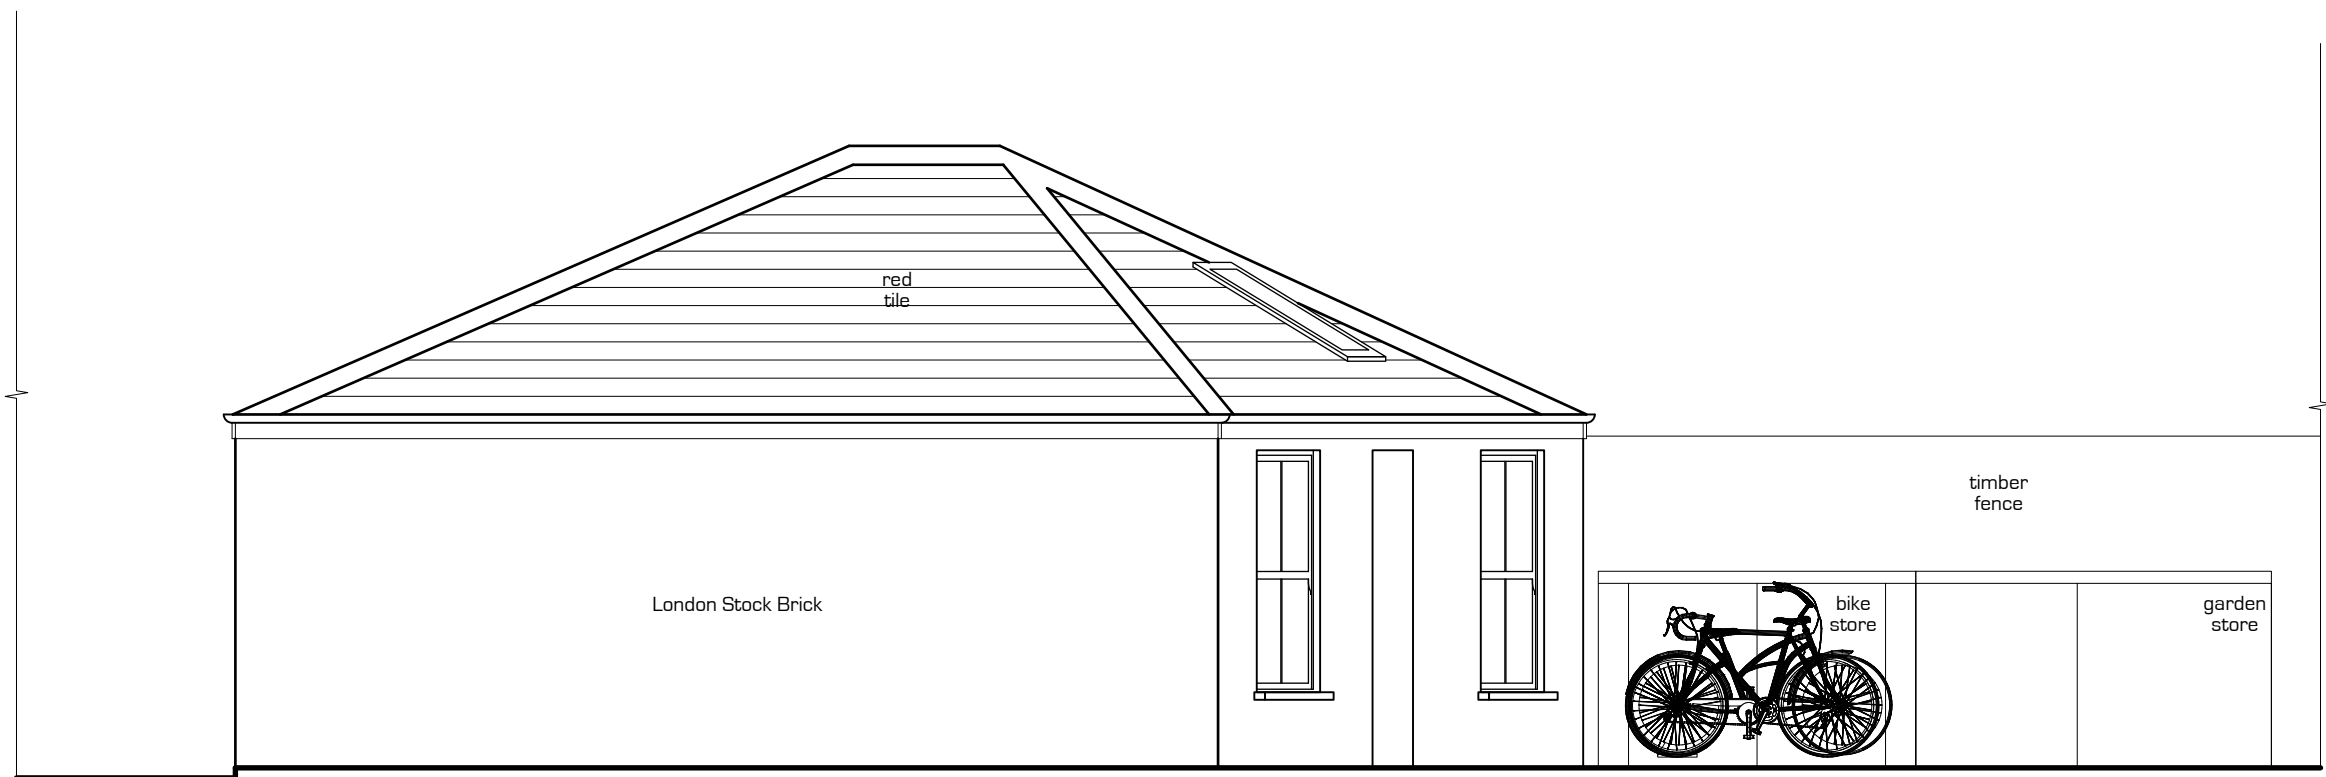 red
tile
timber
fence
London Stock Brick
bike
store
garden
store